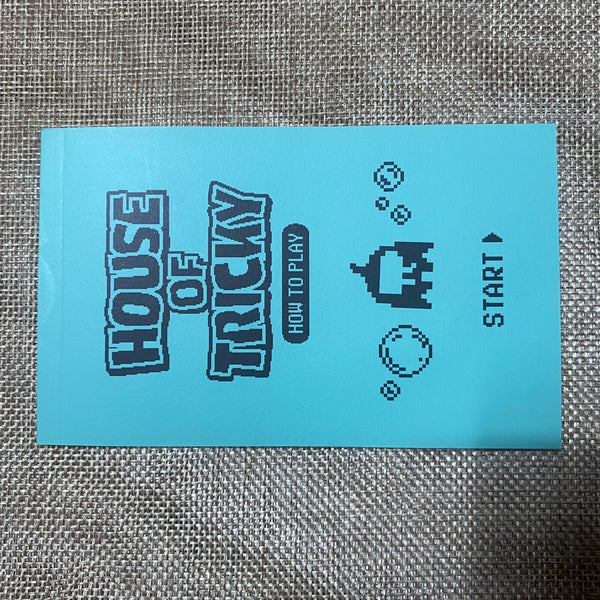 HOUSE
OF
TRICKY
HOW TO PLAY
START